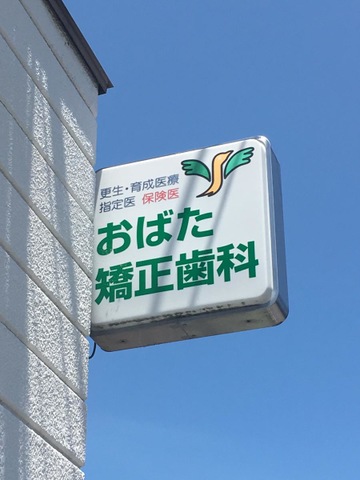 更生・育成医療
指定医 保険医
おばた
矯正歯科